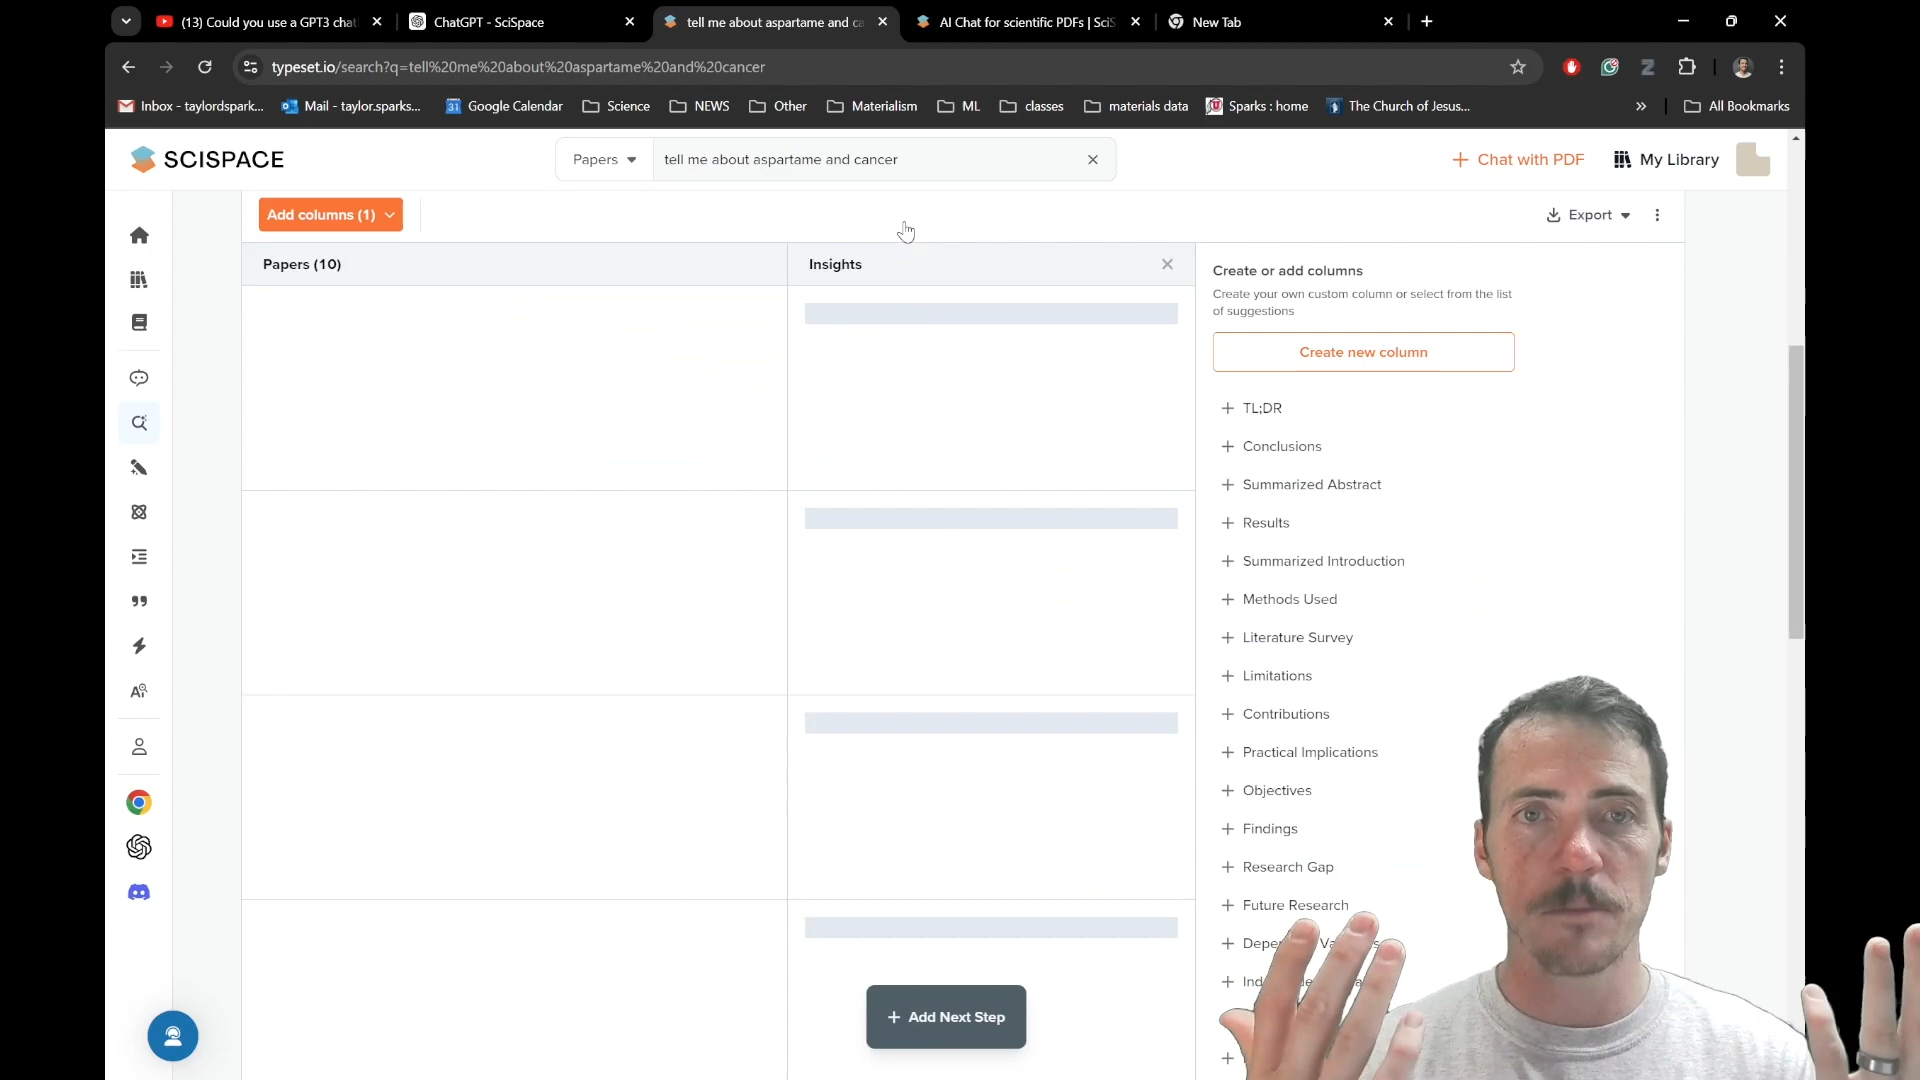 (13) Could you use a GPT3 chat
ChatGPT - SciSpace
tell me about aspartame and ca
AI Chat for scientific PDFs | SciS
New Tab
typeset.io/search?q=tell%20me%20about%20aspartame%20and%20cancer
Inbox - taylordspark...
Mail - taylor.sparks...
31
Google Calendar
Science
NEWS
Other
Materialism
ML
classes
materials data
Sparks : home
The Church of Jesus...
All Bookmarks
SCISPACE
Papers
tell me about aspartame and cancer
Chat with PDF
My Library
Add columns (1)
Export
Papers (10)
Insights
Create or add columns
Create your own custom column or select from the list
of suggestions
Create new column
TL;DR
Conclusions
Summarized Abstract
Results
Summarized Introduction
Methods Used
Literature Survey
Limitations
Contributions
Practical Implications
Objectives
Findings
Research Gap
Future Research
Add Next Step